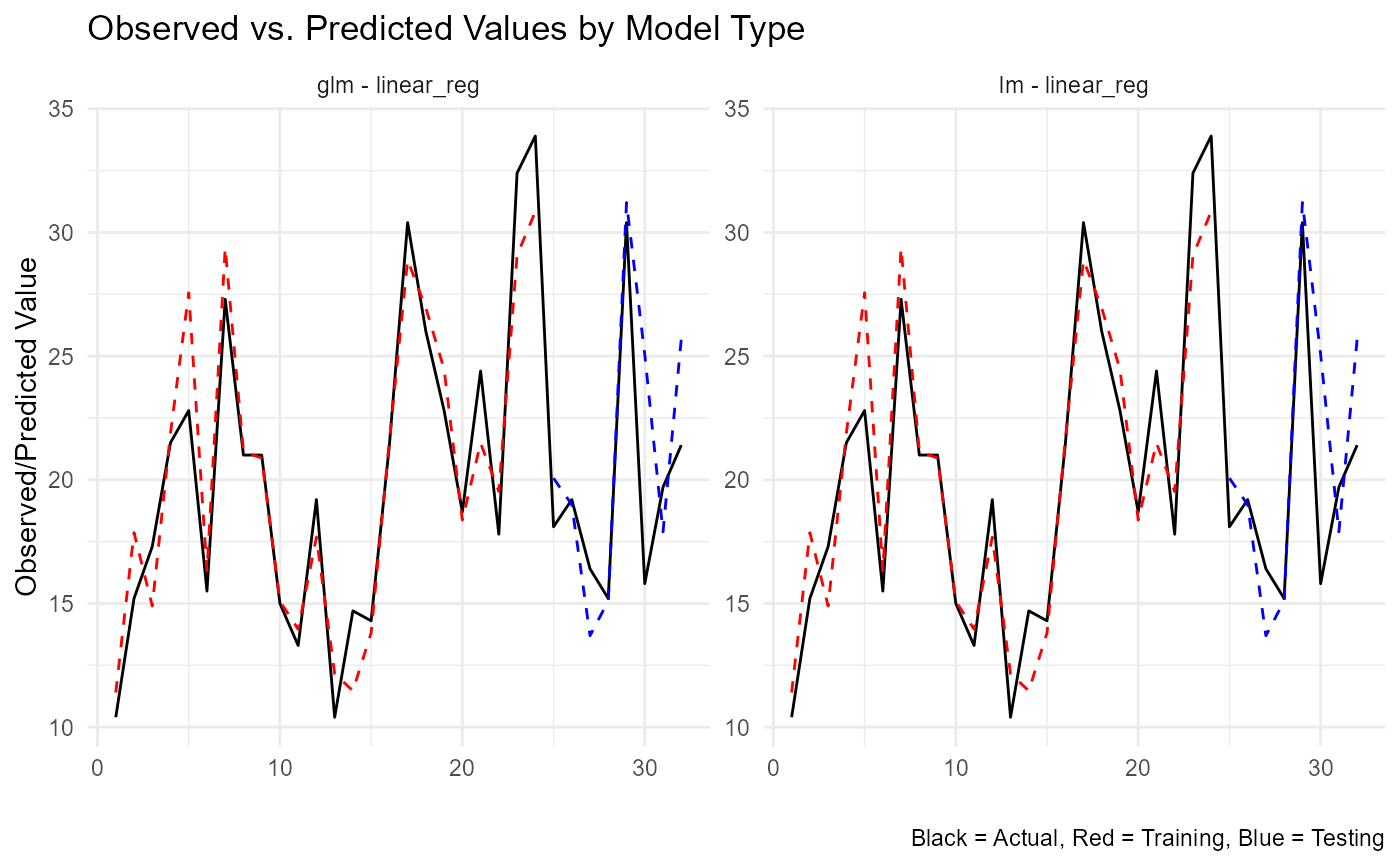 Observed vs. Predicted Values by Model Type
glm - linear_reg
lm - linear_reg
Observed/Predicted Value
35
30
25
20
15
10
35
30
25
20
15
10
0 10 20 30
0 10 20 30
Black = Actual, Red = Training, Blue = Testing